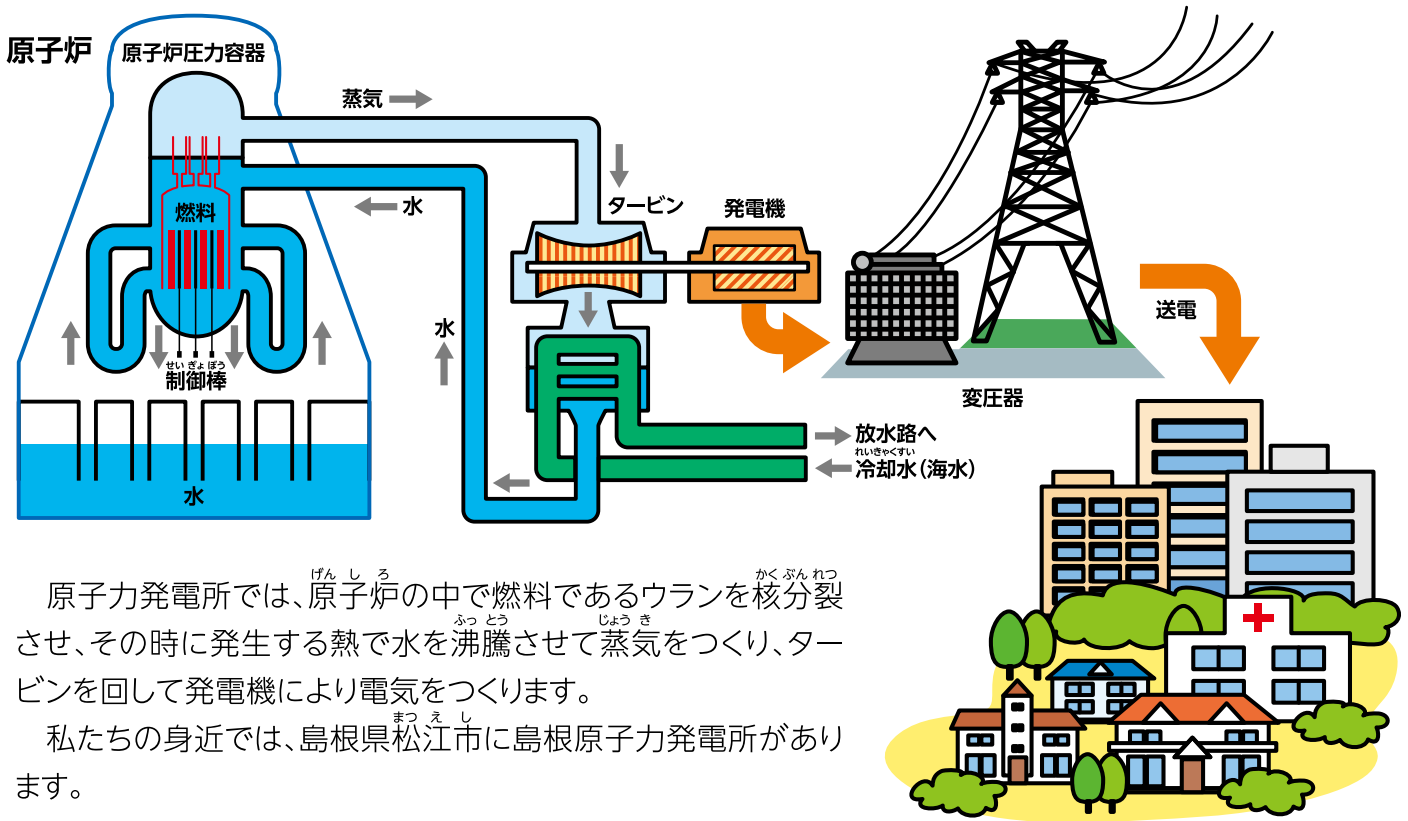 原子炉
原子炉圧力容器
蒸気
水
タービン
発電機
燃料
水
せい ぎょ ぼう
制御棒
水
変圧器
送電
放水路へ
れいきゃくすい
冷却水(海水)
げん し ろ かく ぶん れつ
原子力発電所では、原子炉の中で燃料であるウランを核分裂
ふっ とう じょう き
させ、その時に発生する熱で水を沸騰させて蒸気をつくり、ター
ビンを回して発電機により電気をつくります。
まつ え し
私たちの身近では、島根県松江市に島根原子力発電所があり
ます。